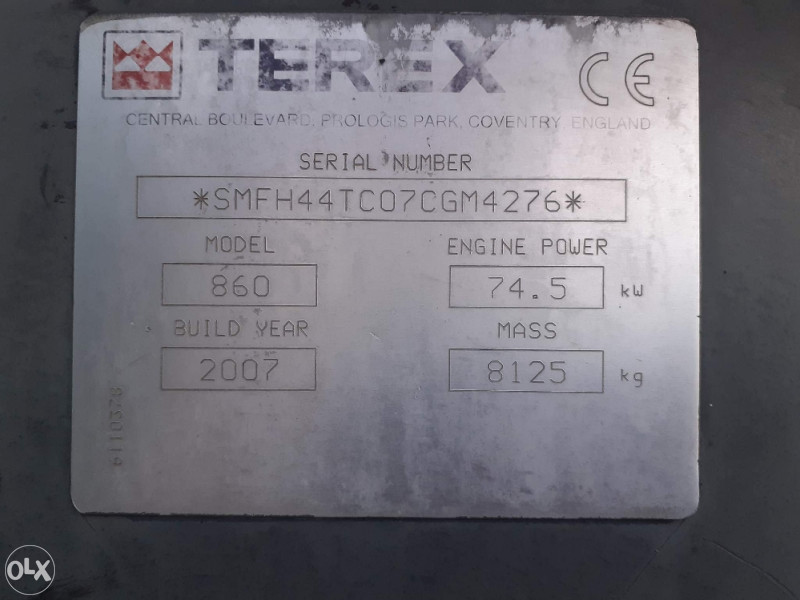 TEREX CE
CENTRAL BOULEVARD, PROLOGIS PARK, COVENTRY, ENGLAND
SERIAL NUMBER
*SMFH44TC07CGM4276*
MODEL ENGINE POWER
860 74.5 kW
BUILD YEAR MASS
2007 8125 kg
OLX